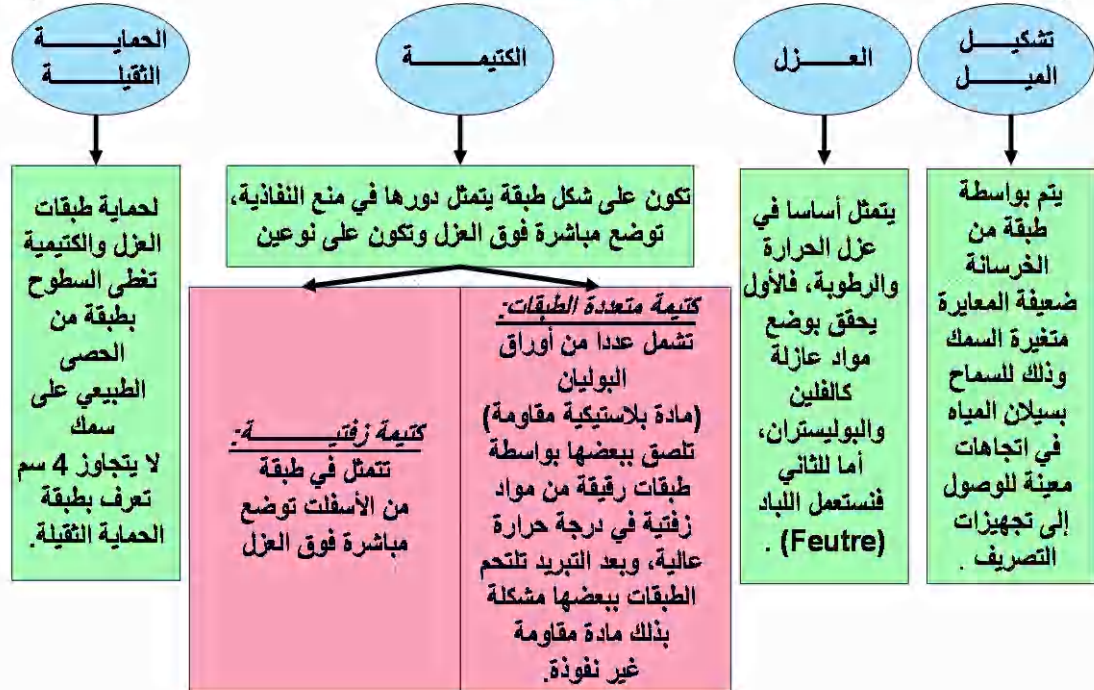 تشكيـــــل
الميـــــل
العـــــزل
الكتيمـــــة
الحمايـــــة
الثقيلـــــة
يتم بواسطة
طبقة من
الخرسانة
ضعيفة المعايرة
متغيرة السمك
وذلك للسماح
بسيلان المياه
في اتجاهات
معينة للوصول
إلى تجهيزات
التصريف .
يتمثل أساسا في
عزل الحرارة
والرطوبة، فالأول
يحقق بوضع
مواد عازلة
كالفلين
والبوليستران،
أما للثاني
فنستعمل اللباد
(Feutre) .
تكون على شكل طبقة يتمثل دورها في منع النفاذية،
توضع مباشرة فوق العزل وتكون على نوعين
كتيمة متعددة الطبقات:
تشمل عددا من أوراق
البوليان
(مادة بلاستيكية مقاومة)
تلصق ببعضها بواسطة
طبقات رقيقة من مواد
زفتية في درجة حرارة
عالية، وبعد التبريد تلتحم
الطبقات ببعضها مشكلة
بذلك مادة مقاومة
غير نفوذة.
كتيمة زفتيـــــة:
تتمثل في طبقة
من الأسفلت توضع
مباشرة فوق العزل
لحماية طبقات
العزل والكتيمية
تغطى السطوح
بطبقة من
الحصى
الطبيعي على
سمك
لا يتجاوز 4 سم
تعرف بطبقة
الحماية الثقيلة.